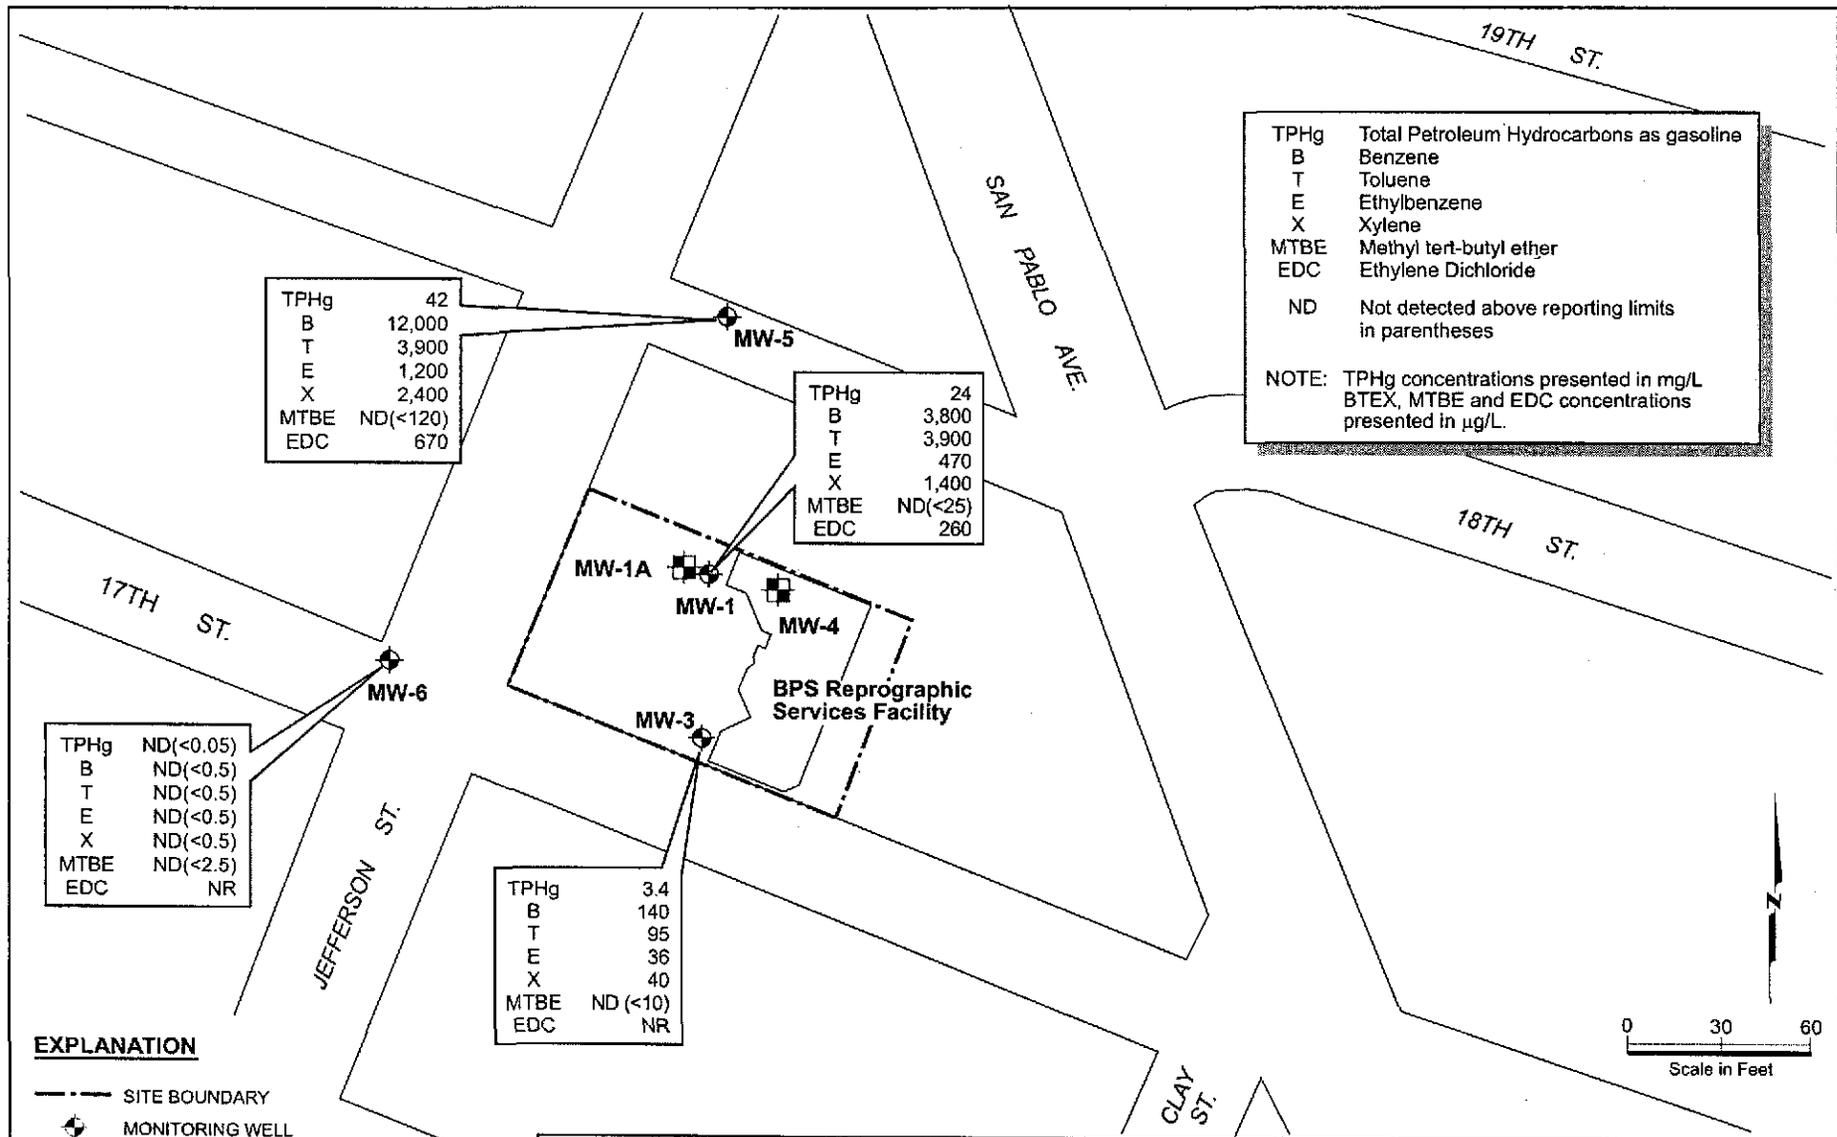 19TH ST.
TPHg Total Petroleum Hydrocarbons as gasoline
B Benzene
T Toluene
E Ethylbenzene
X Xylene
MTBE Methyl tert-butyl ether
EDC Ethylene Dichloride
ND Not detected above reporting limits
in parentheses
NOTE: TPHg concentrations presented in mg/L
BTEX, MTBE and EDC concentrations
presented in µg/L.
SAN PABLO AVE.
TPHg 42
B 12,000
T 3,900
E 1,200
X 2,400
MTBE ND(<120)
EDC 670
MW-5
TPHg 24
B 3,800
T 3,900
E 470
X 1,400
MTBE ND(<25)
EDC 260
18TH ST.
17TH ST.
MW-1A
MW-1
MW-4
MW-6
BPS Reprographic
Services Facility
MW-3
TPHg ND(<0.05)
B ND(<0.5)
T ND(<0.5)
E ND(<0.5)
X ND(<0.5)
MTBE ND(<2.5)
EDC NR
JEFFERSON ST.
TPHg 3.4
B 140
T 95
E 36
X 40
MTBE ND (<10)
EDC NR
N
0 30 60
Scale in Feet
CLAY
ST.
EXPLANATION
SITE BOUNDARY
MONITORING WELL